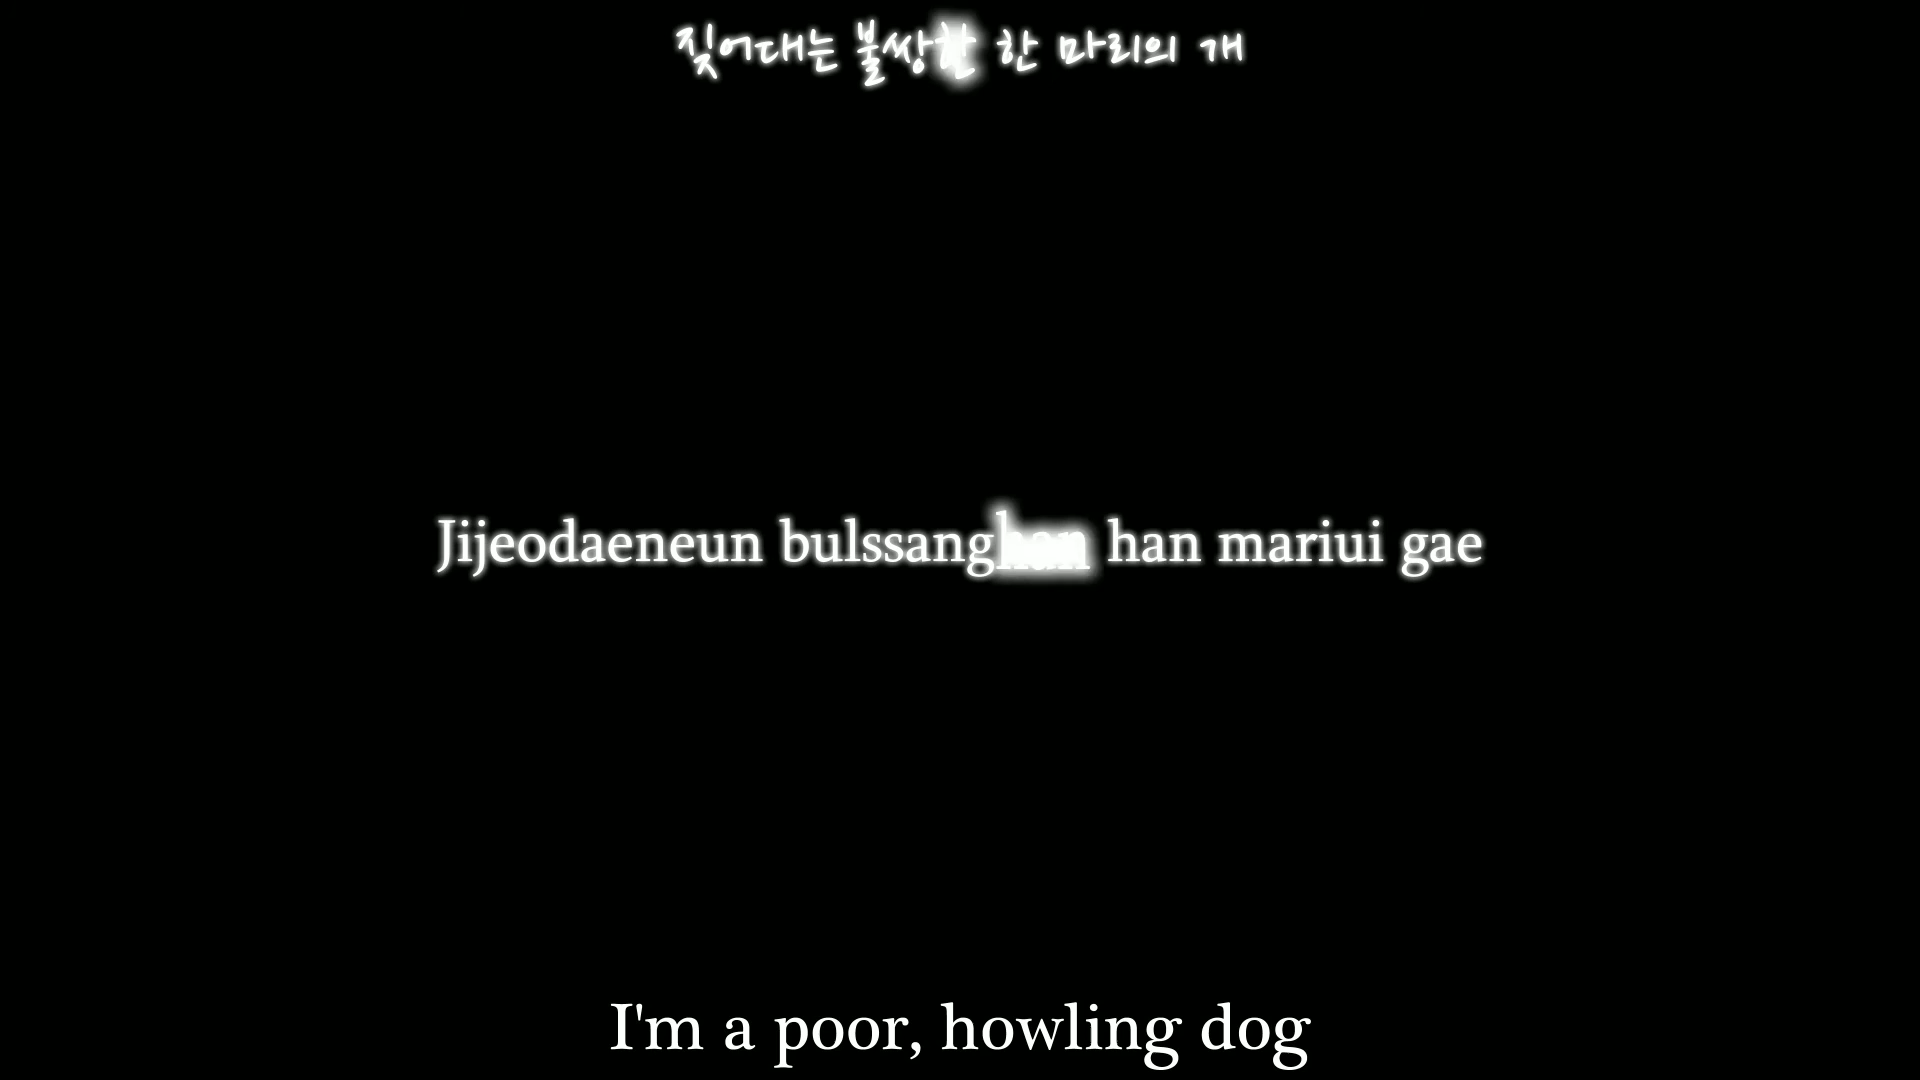 짖어대는 불쌍한 한 마리의 개
Jijeodaeneun bulssanghan han mariui gae
I'm a poor, howling dog